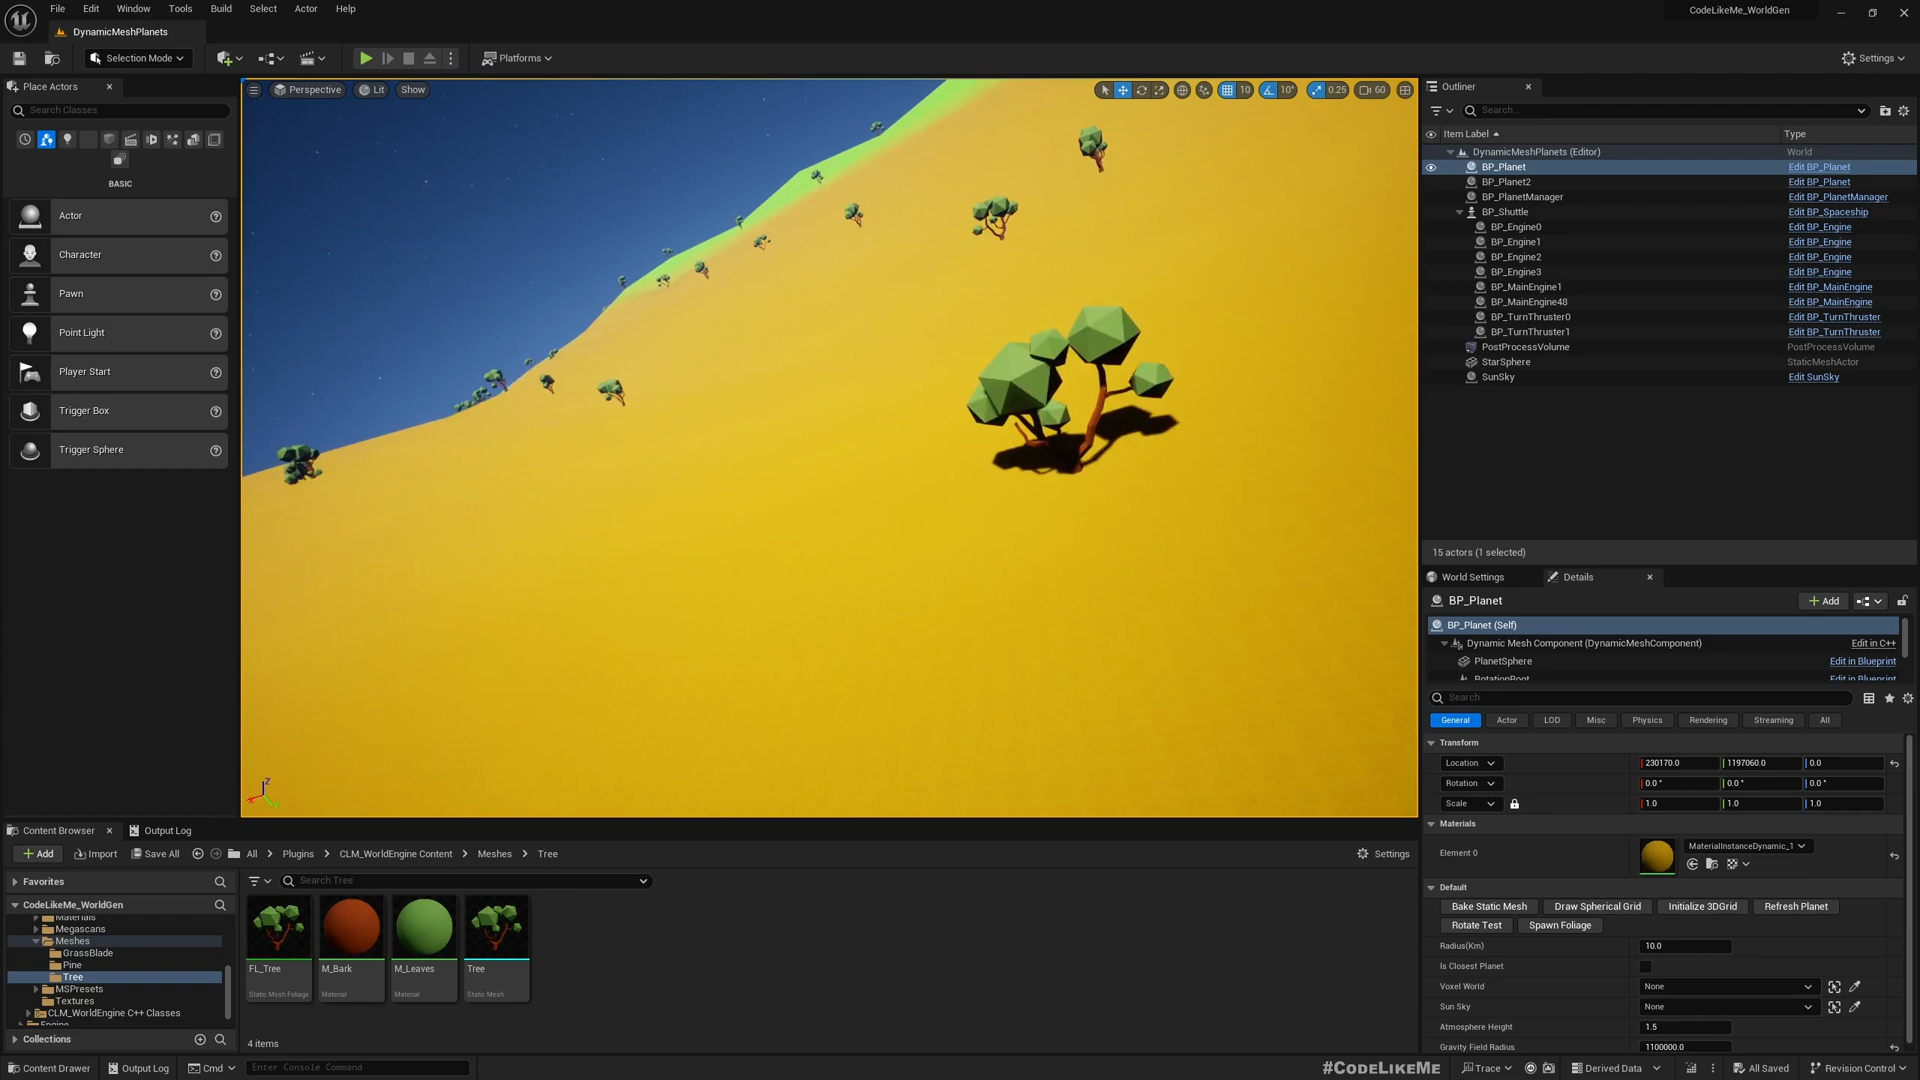 File Edit Window Tools Build Select Actor Help
CodeLikeMe_WorldGen
DynamicMeshPlanets
Selection Mode
Platforms
Settings
Place Actors
Search Classes
BASIC
Actor
Character
Pawn
Point Light
Player Start
Trigger Box
Trigger Sphere
Perspective Lit Show
10 10° 0.25 60
Outliner
Search...
Item Label Type
DynamicMeshPlanets (Editor) World
BP_Planet Edit BP_Planet
BP_Planet2 Edit BP_Planet
BP_PlanetManager Edit BP_PlanetManager
BP_Shuttle Edit BP_Spaceship
BP_Engine0 Edit BP_Engine
BP_Engine1 Edit BP_Engine
BP_Engine2 Edit BP_Engine
BP_Engine3 Edit BP_Engine
BP_MainEngine1 Edit BP_MainEngine
BP_MainEngine48 Edit BP_MainEngine
BP_TurnThruster0 Edit BP_TurnThruster
BP_TurnThruster1 Edit BP_TurnThruster
PostProcessVolume PostProcessVolume
StarSphere StaticMeshActor
SunSky Edit SunSky
15 actors (1 selected)
World Settings Details
BP_Planet
Add
BP_Planet (Self)
Dynamic Mesh Component (DynamicMeshComponent) Edit in C++
PlanetSphere Edit in Blueprint
RotationRoot Edit in Blueprint
Search
General Actor LOD Misc Physics Rendering Streaming All
Transform
Location 230170.0 1197060.0 0.0
Rotation 0.0 ° 0.0 ° 0.0 °
Scale 1.0 1.0 1.0
Materials
Element 0 MaterialInstanceDynamic_1
Default
Bake Static Mesh Draw Spherical Grid Initialize 3DGrid Refresh Planet
Rotate Test Spawn Foliage
Radius(Km) 10.0
Is Closest Planet
Voxel World None
Sun Sky None
Atmosphere Height 1.5
Gravity Field Radius 1100000.0
Z
X
Y
Content Browser Output Log
Add Import Save All All Plugins CLM_WorldEngine Content Meshes Tree Settings
Favorites
CodeLikeMe_WorldGen
Materials
Megascans
Meshes
GrassBlade
Pine
Tree
MSPresets
Textures
CLM_WorldEngine C++ Classes
Engine
Collections
Search Tree
FL_Tree
Static Mesh Foliage
M_Bark
Material
M_Leaves
Material
Tree
Static Mesh
4 items
Content Drawer Output Log Cmd Enter Console Command
#CodeLikeMe
Trace Derived Data All Saved Revision Control